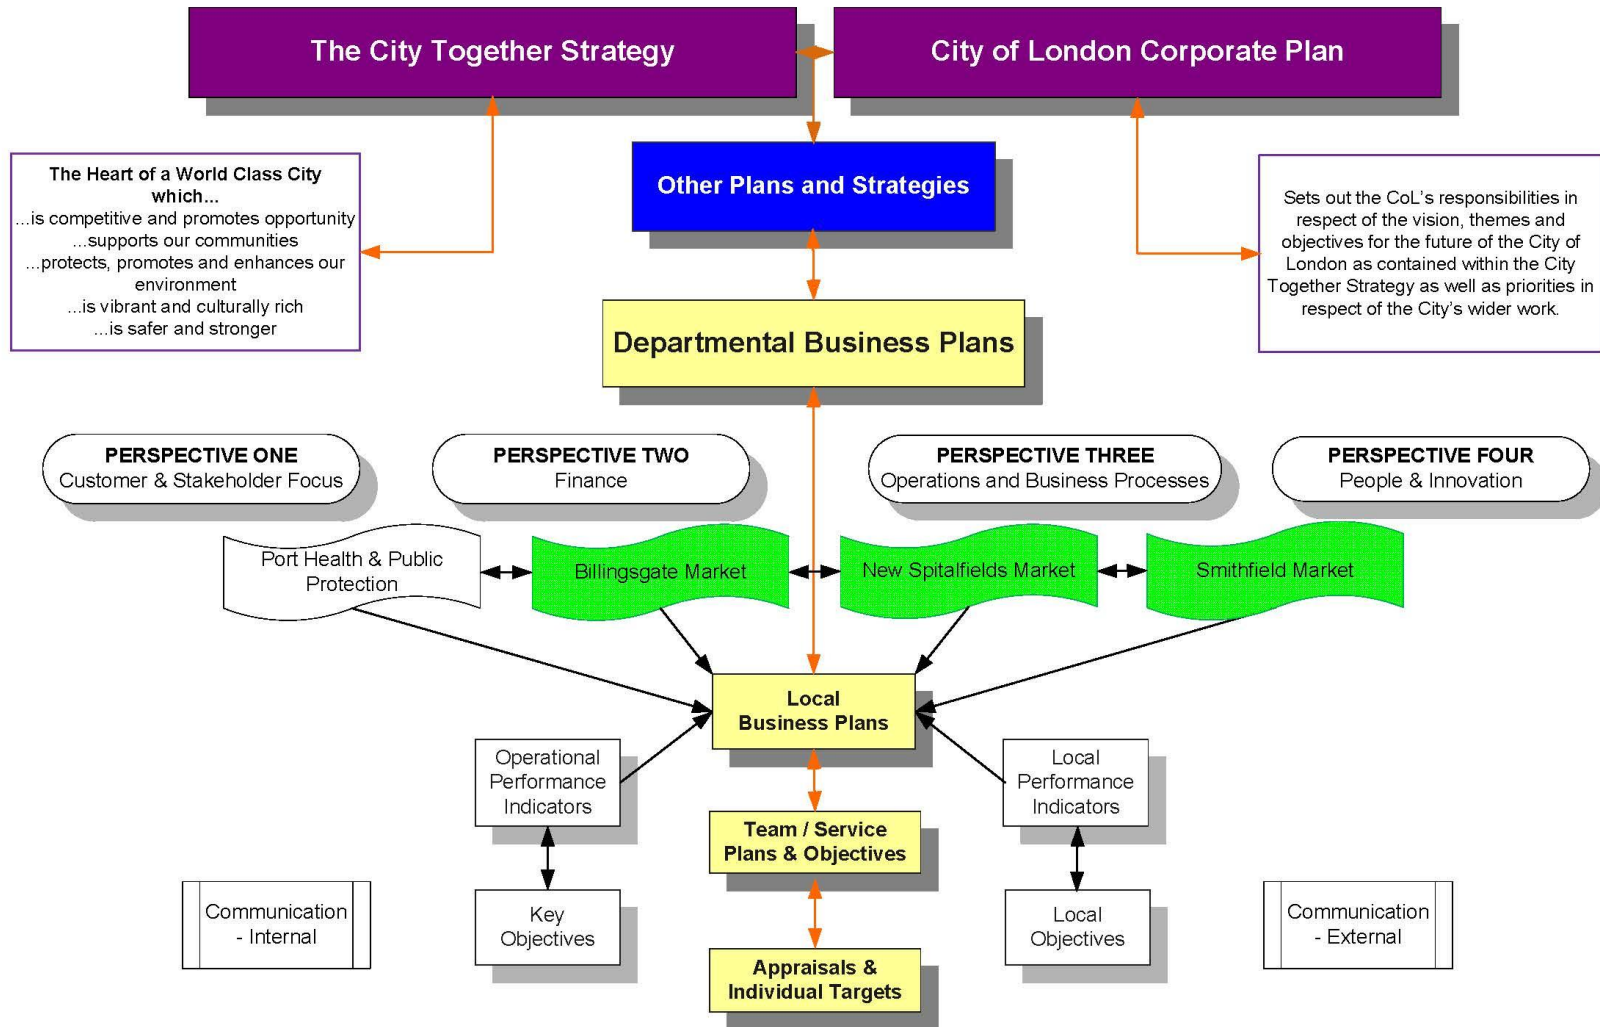 The City Together Strategy
City of London Corporate Plan
Other Plans and Strategies
The Heart of a World Class City
which...
...is competitive and promotes opportunity
...supports our communities
...protects, promotes and enhances our
environment
...is vibrant and culturally rich
...is safer and stronger
Sets out the CoL's responsibilities in
respect of the vision, themes and
objectives for the future of the City of
London as contained within the City
Together Strategy as well as priorities in
respect of the City's wider work.
Departmental Business Plans
PERSPECTIVE ONE
Customer & Stakeholder Focus
PERSPECTIVE TWO
Finance
PERSPECTIVE THREE
Operations and Business Processes
PERSPECTIVE FOUR
People & Innovation
Port Health & Public
Protection
Billingsgate Market
New Spitalfields Market
Smithfield Market
Local
Business Plans
Operational
Performance
Indicators
Local
Performance
Indicators
Team / Service
Plans & Objectives
Communication
- Internal
Key
Objectives
Local
Objectives
Communication
- External
Appraisals &
Individual Targets